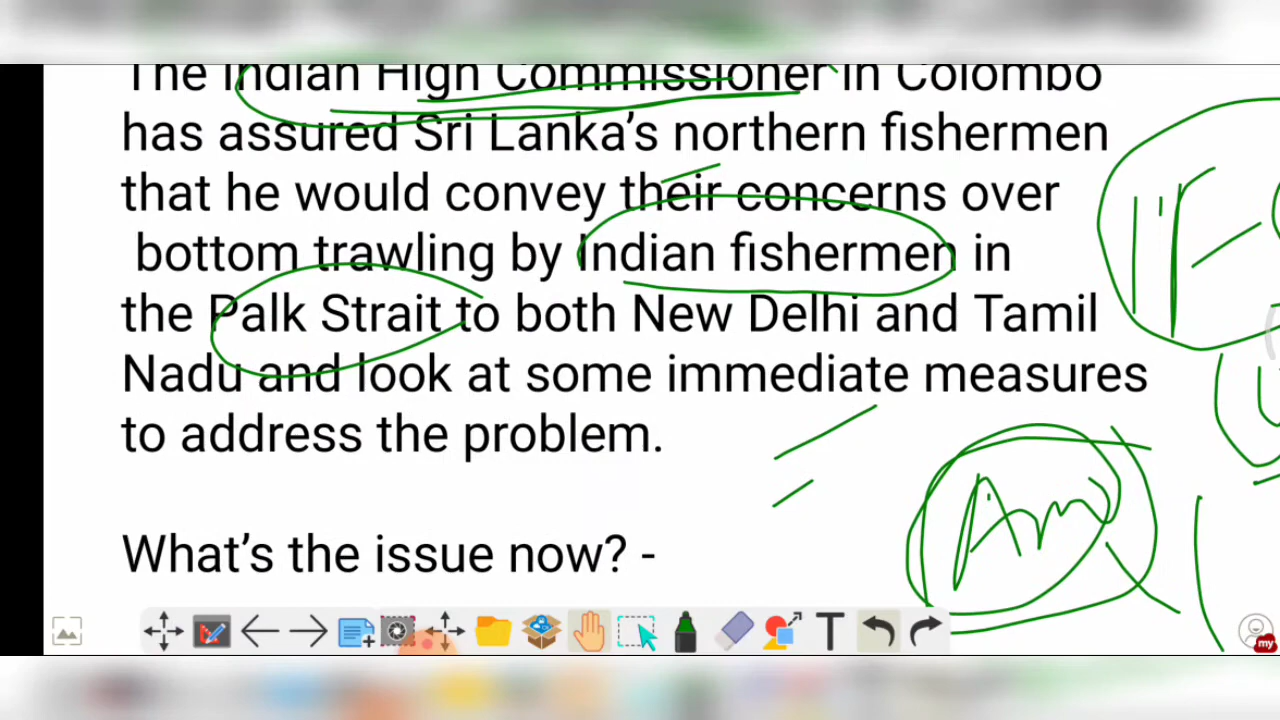 The Indian High Commissioner in Colombo
has assured Sri Lanka's northern fishermen
that he would convey their concerns over
bottom trawling by Indian fishermen in
the Palk Strait to both New Delhi and Tamil
Nadu and look at some immediate measures
to address the problem.
What's the issue now? -
T
my